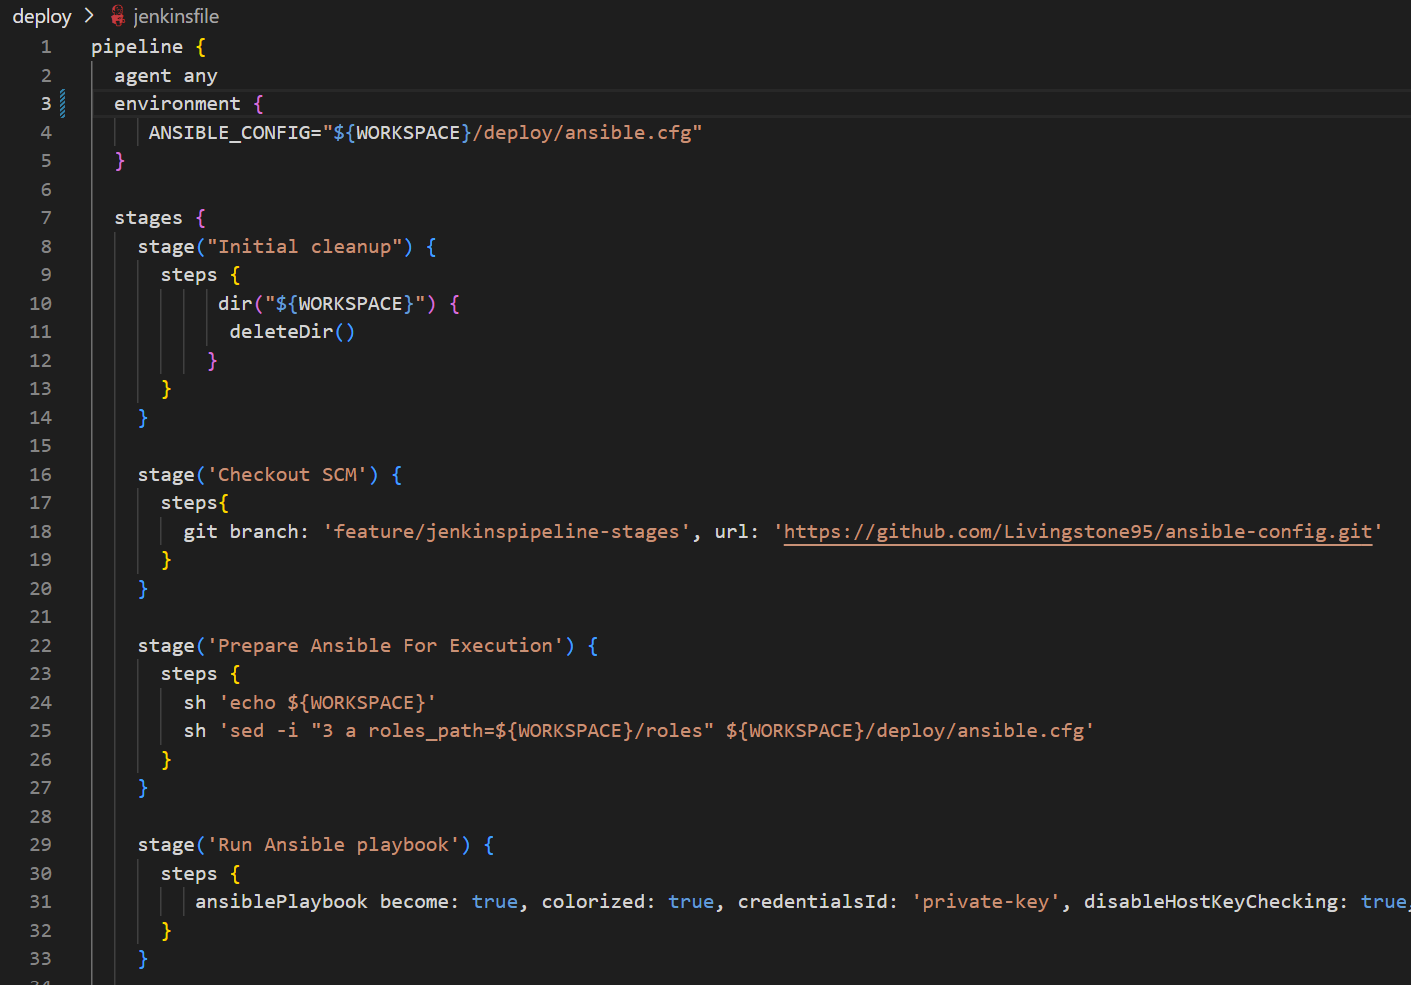 deploy > jenkinsfile
1 pipeline {
2 agent any
3 environment {
4 ANSIBLE_CONFIG="${WORKSPACE}/deploy/ansible.cfg"
5 }
6
7 stages {
8 stage("Initial cleanup") {
9 steps {
10 dir("${WORKSPACE}") {
11 deleteDir()
12 }
13 }
14 }
15
16 stage('Checkout SCM') {
17 steps{
18 git branch: 'feature/jenkinspipeline-stages', url: 'https://github.com/Livingstone95/ansible-config.git'
19 }
20 }
21
22 stage('Prepare Ansible For Execution') {
23 steps {
24 sh 'echo ${WORKSPACE}'
25 sh 'sed -i "3 a roles_path=${WORKSPACE}/roles" ${WORKSPACE}/deploy/ansible.cfg'
26 }
27 }
28
29 stage('Run Ansible playbook') {
30 steps {
31 ansiblePlaybook become: true, colorized: true, credentialsId: 'private-key', disableHostKeyChecking: true,
32 }
33 }